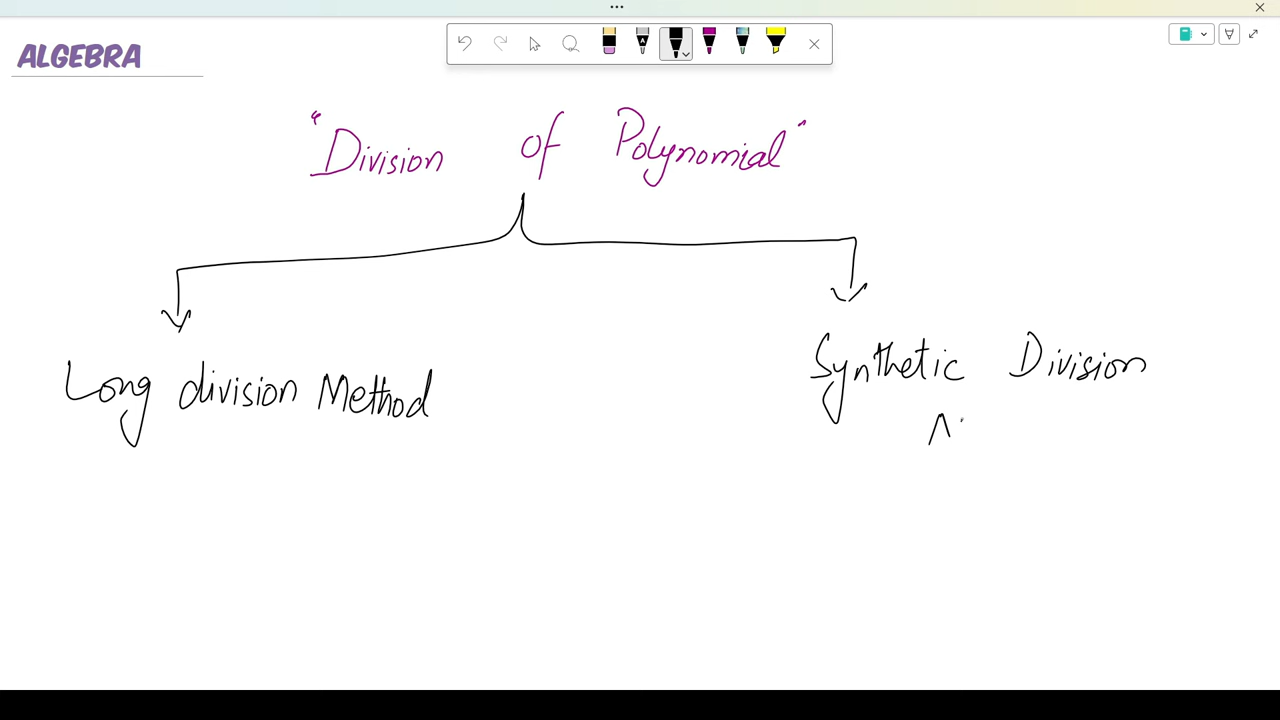 ALGEBRA
"Division of Polynomial"
Long division Method
Synthetic Division